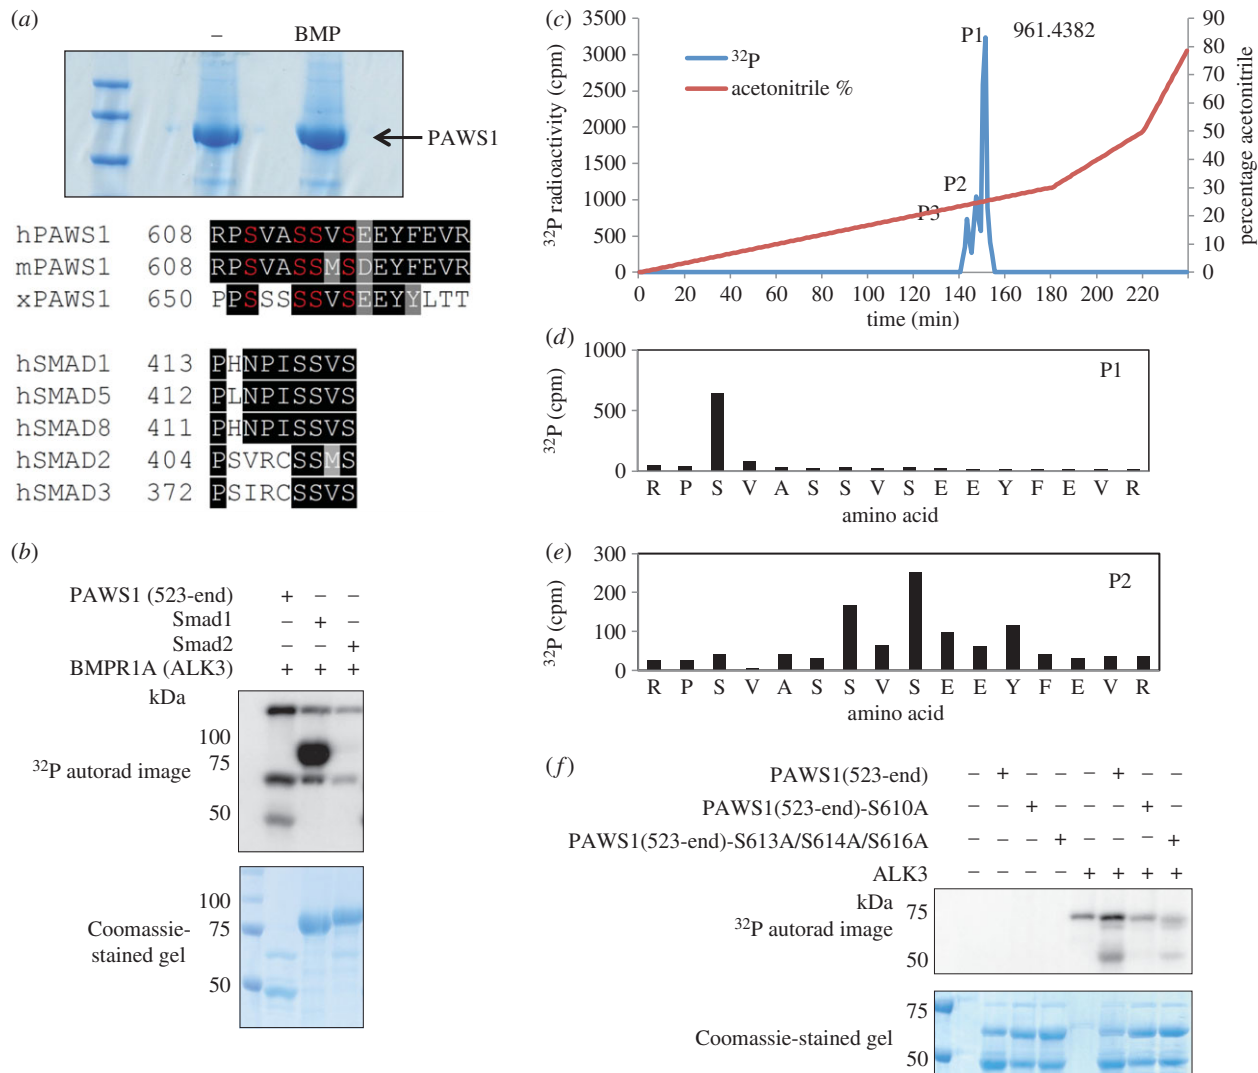 (a)
– BMP
PAWS1
hPAWS1 608 RPSVASSVSEEYFEVR
mPAWS1 608 RPSVASSMSDEYFEVR
xPAWS1 650 PPSSSSSVSEEYYLTT
hSMAD1 413 PHNPISSVS
hSMAD5 412 PLNPISSVS
hSMAD8 411 PHNPISSVS
hSMAD2 404 PSVRCSSMS
hSMAD3 372 PSIRCSSVS
(b)
PAWS1 (523-end) + – –
Smad1 – + –
Smad2 – – +
BMPR1A (ALK3) + + +
kDa
100
75
50
32P autorad image
100
75
50
Coomassie-
stained gel
(c)
32P radioactivity (cpm)
3500
3000
2500
2000
1500
1000
500
0
32P
acetonitrile %
P1
961.4382
P2
P3
90
80
70
60
50
40
30
20
10
0
percentage acetonitrile
0 20 40 60 80 100 120 140 160 180 200 220
time (min)
(d)
32P (cpm)
1000
500
0
P1
R P S V A S S V S E E Y F E V R
amino acid
(e)
32P (cpm)
300
200
100
0
P2
R P S V A S S V S E E Y F E V R
amino acid
(f)
PAWS1(523-end) – + – – – + – –
PAWS1(523-end)-S610A – – + – – – + –
PAWS1(523-end)-S613A/S614A/S616A – – – + – – – +
ALK3 – – – – + + + +
kDa
75
50
32P autorad image
75
50
Coomassie-stained gel